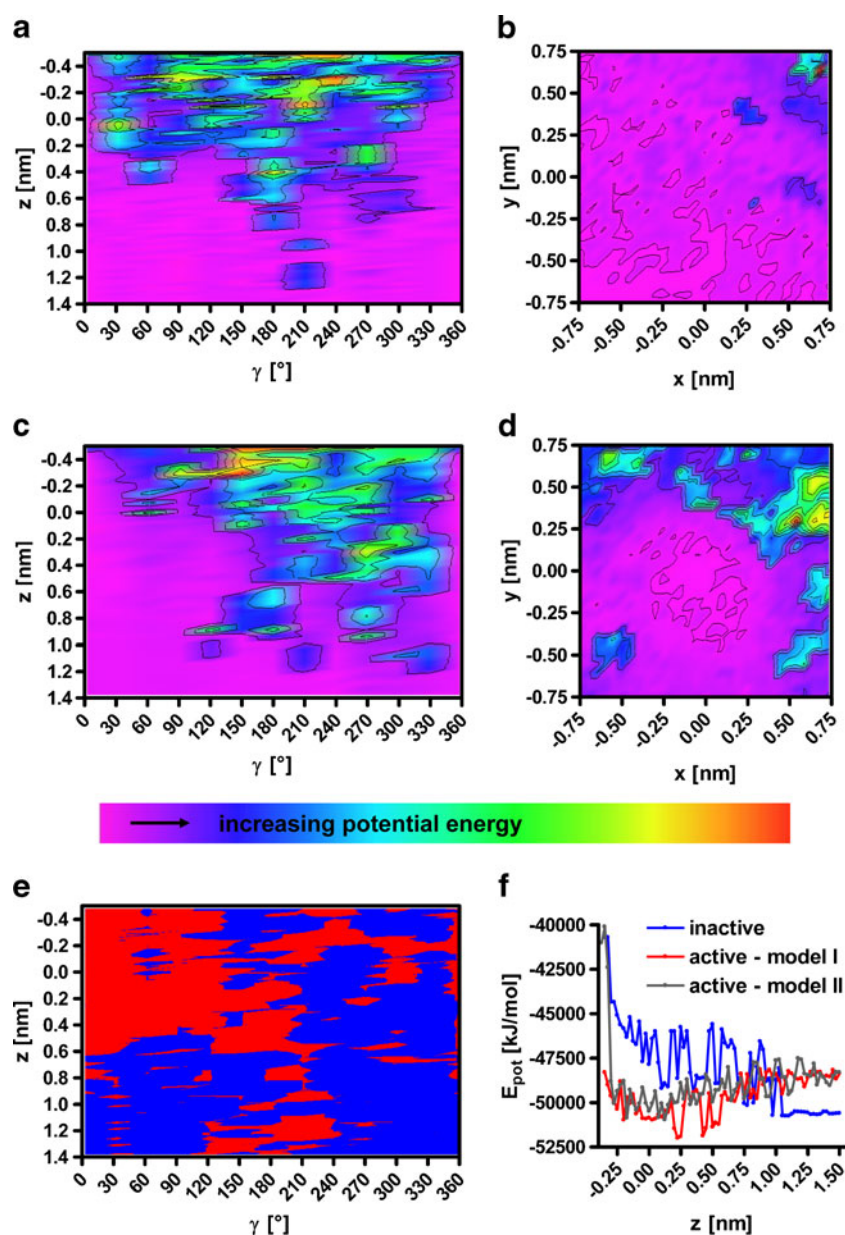 a
-0.4
-0.2
0.0
0.2
0.4
0.6
0.8
1.0
1.2
1.4
z [nm]
0 30 60 90 120 150 180 210 240 270 300 330 360
γ [°]
b
0.75
0.50
0.25
0.00
-0.25
-0.50
-0.75
y [nm]
-0.75 -0.50 -0.25 0.00 0.25 0.50 0.75
x [nm]
c
-0.4
-0.2
0.0
0.2
0.4
0.6
0.8
1.0
1.2
1.4
z [nm]
0 30 60 90 120 150 180 210 240 270 300 330 360
γ [°]
d
0.75
0.50
0.25
0.00
-0.25
-0.50
-0.75
y [nm]
-0.75 -0.50 -0.25 0.00 0.25 0.50 0.75
x [nm]
increasing potential energy
e
-0.4
-0.2
0.0
0.2
0.4
0.6
0.8
1.0
1.2
1.4
z [nm]
0 30 60 90 120 150 180 210 240 270 300 330 360
γ [°]
f
-40000
-42500
-45000
-47500
-50000
-52500
Epot [kJ/mol]
inactive
active - model I
active - model II
-0.25 0.00 0.25 0.50 0.75 1.00 1.25 1.50
z [nm]